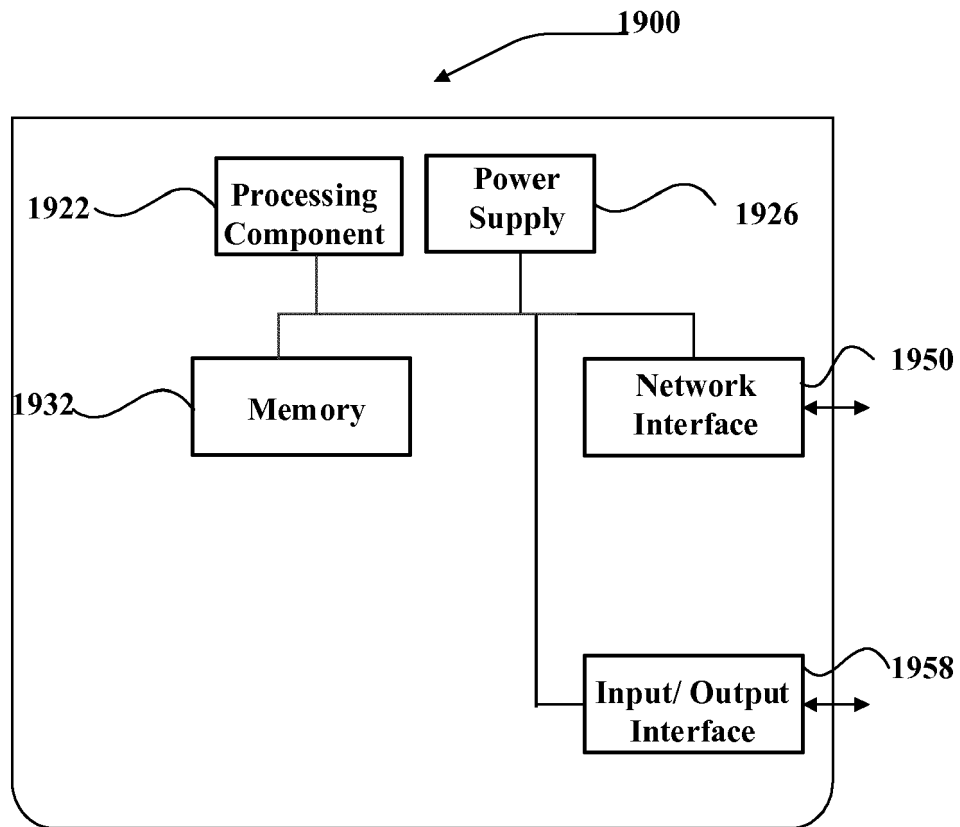 1900
Processing
Component
Power
Supply
1922
1926
Memory
1932
Network
Interface
1950
Input/ Output
Interface
1958